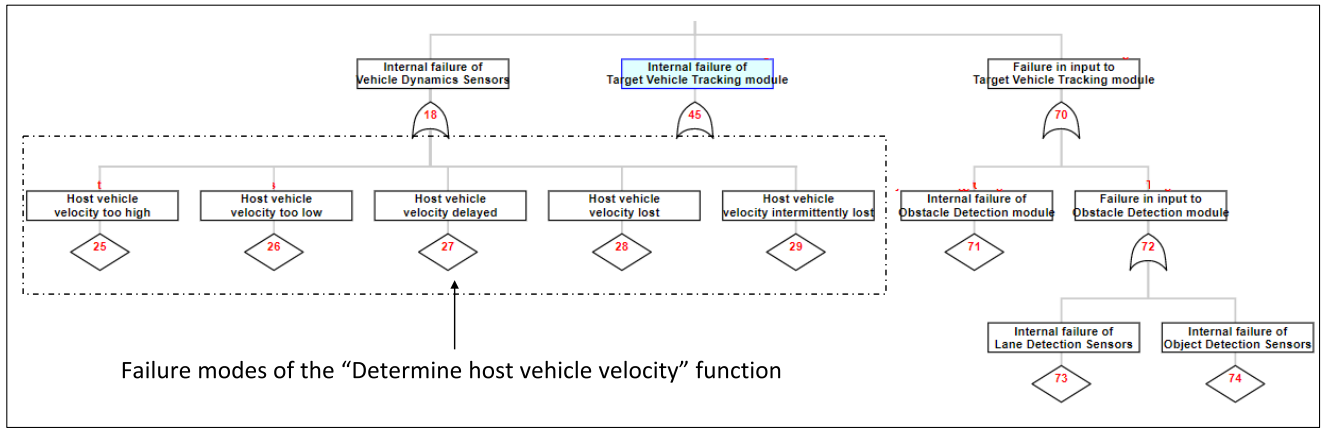 Internal failure of
Vehicle Dynamics Sensors
Internal failure of
Target Vehicle Tracking module
Failure in input to
Target Vehicle Tracking module
18
45
70
Host vehicle
velocity too high
Host vehicle
velocity too low
Host vehicle
velocity delayed
Host vehicle
velocity lost
Host vehicle
velocity intermittently lost
Internal failure of
Obstacle Detection module
Failure in input to
Obstacle Detection module
25
26
27
28
29
71
72
Internal failure of
Lane Detection Sensors
Internal failure of
Object Detection Sensors
73
74
Failure modes of the “Determine host vehicle velocity” function